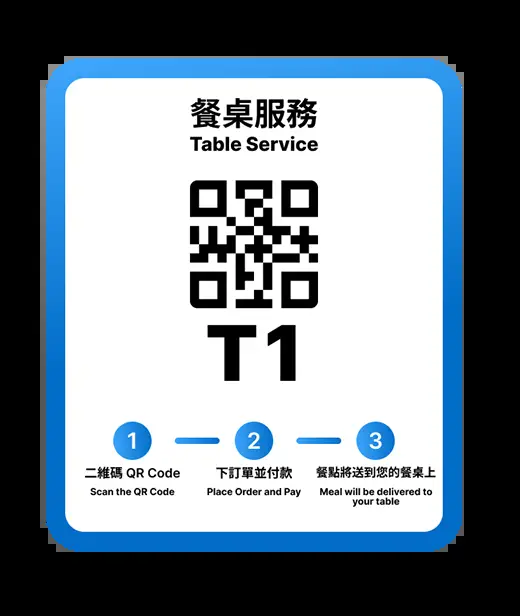 餐桌服務
Table Service
T1
1
2
3
二維碼 QR Code
下訂單並付款
餐點將送到您的餐桌上
Scan the QR Code
Place Order and Pay
Meal will be delivered to
your table